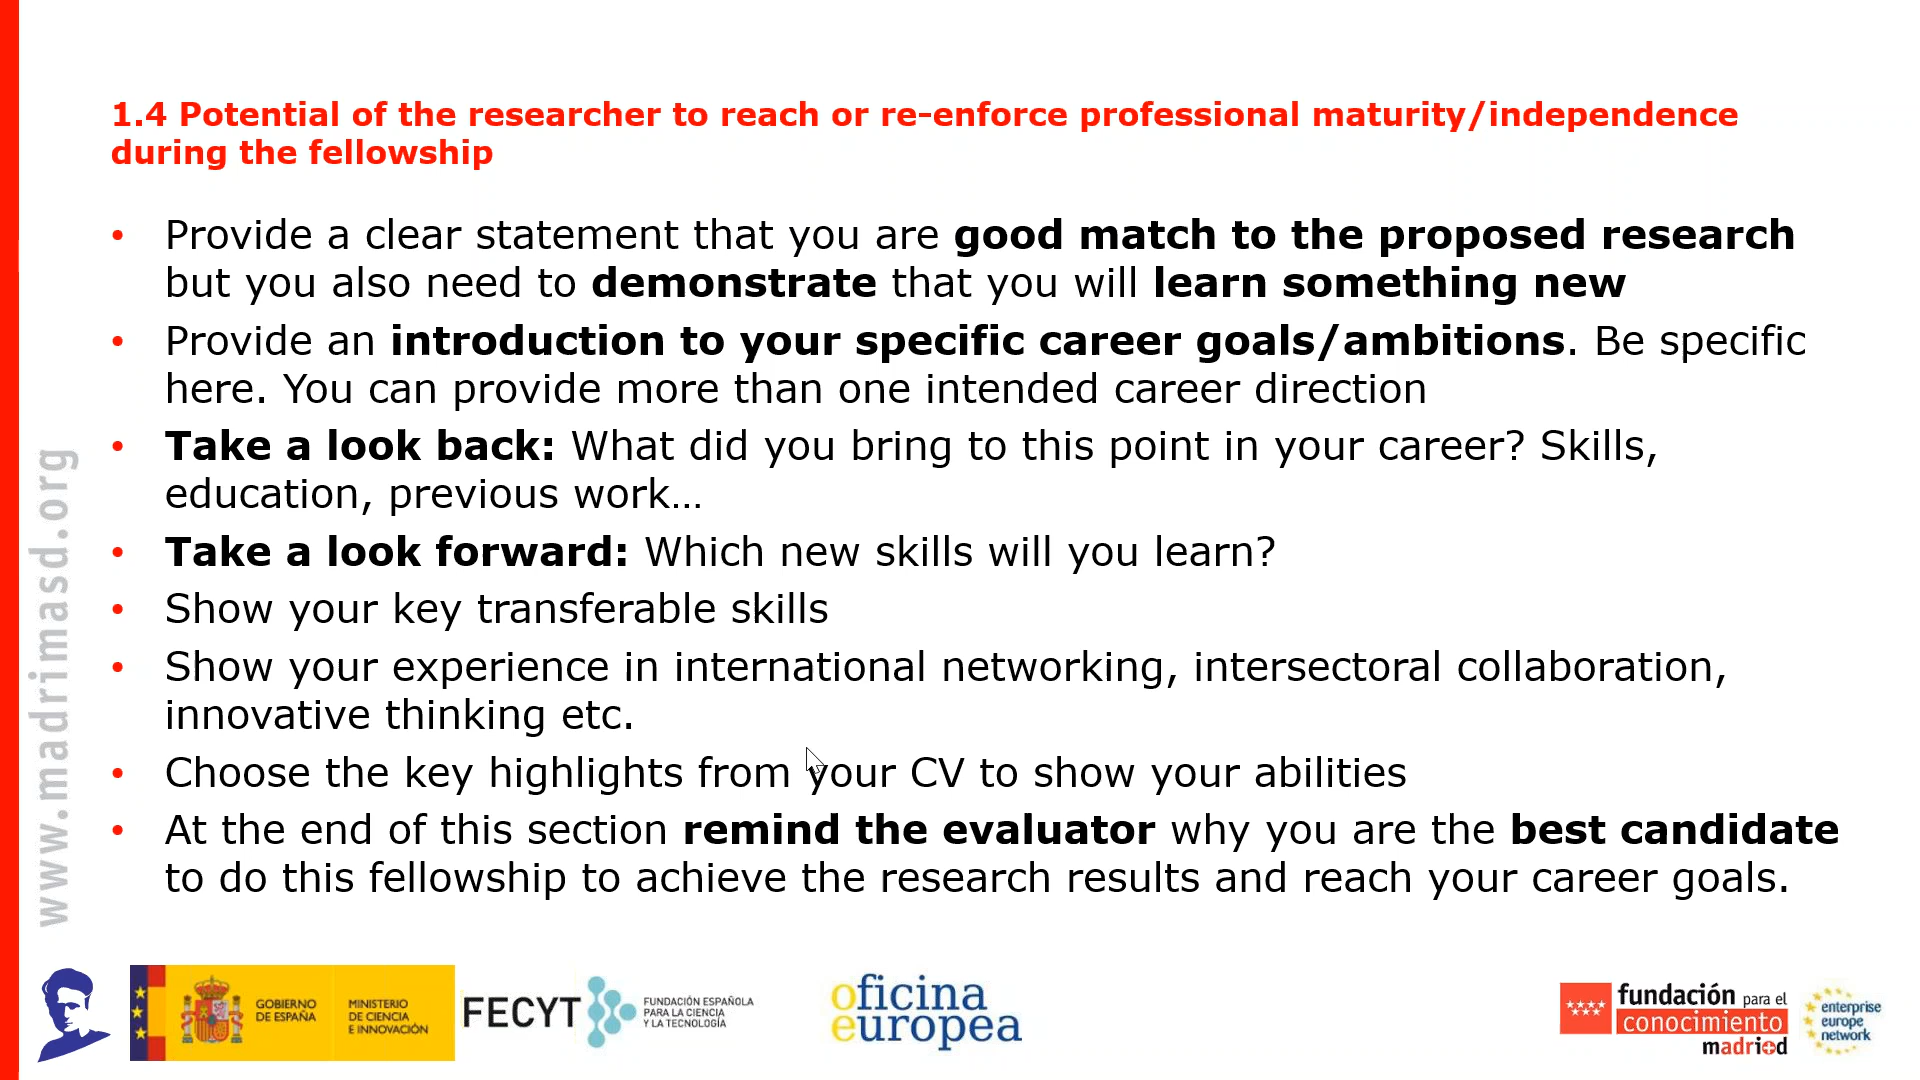 1.4 Potential of the researcher to reach or re-enforce professional maturity/independence
during the fellowship
• Provide a clear statement that you are good match to the proposed research
but you also need to demonstrate that you will learn something new
• Provide an introduction to your specific career goals/ambitions. Be specific
here. You can provide more than one intended career direction
• Take a look back: What did you bring to this point in your career? Skills,
education, previous work…
• Take a look forward: Which new skills will you learn?
• Show your key transferable skills
• Show your experience in international networking, intersectoral collaboration,
innovative thinking etc.
• Choose the key highlights from your CV to show your abilities
• At the end of this section remind the evaluator why you are the best candidate
to do this fellowship to achieve the research results and reach your career goals.
www.madrimasd.org
GOBIERNO
DE ESPAÑA
MINISTERIO
DE CIENCIA
E INNOVACIÓN
FECYT
FUNDACIÓN ESPAÑOLA
PARA LA CIENCIA
Y LA TECNOLOGÍA
oficina
europea
fundación para el
conocimiento
madri+d
enterprise
europe
network